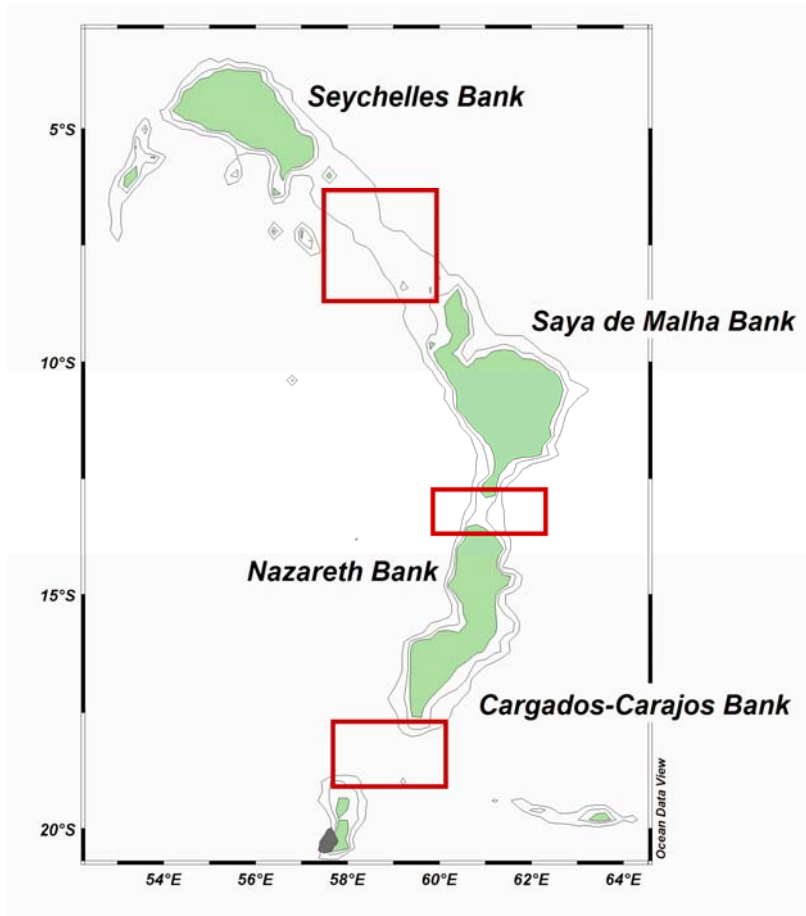 Seychelles Bank
5°S
Saya de Malha Bank
10°S
Nazareth Bank
15°S
Cargados-Carajos Bank
Ocean Data View
20°S
54°E 56°E 58°E 60°E 62°E 64°E